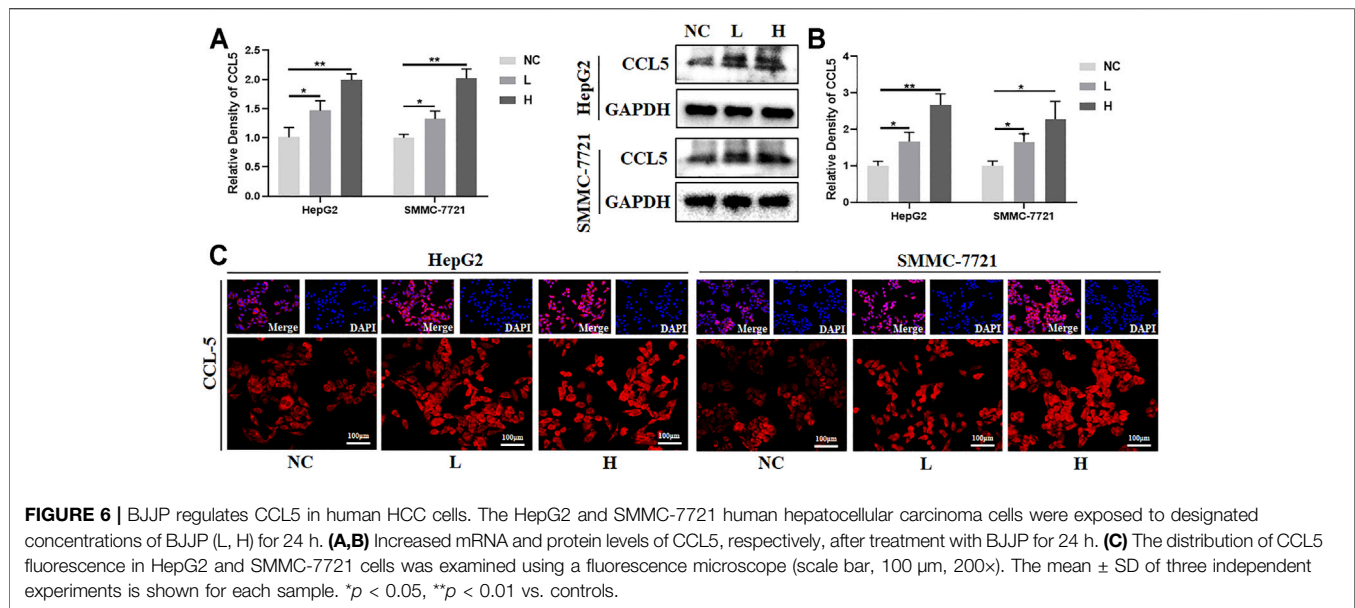 A
Relative Density of CCL5
2.5
2.0
1.5
1.0
0.5
0.0
**
*
**
*
HepG2
SMMC-7721
NC
L
H
NC L H
HepG2
CCL5
GAPDH
SMMC-7721
CCL5
GAPDH
B
Relative Density of CCL5
4
3
2
1
0
**
*
*
*
HepG2
SMMC-7721
NC
L
H
C
HepG2
SMMC-7721
CCL-5
Merge DAPI Merge DAPI Merge DAPI Merge DAPI Merge DAPI Merge DAPI
100μm 100μm 100μm 100μm 100μm 100μm
NC L H NC L H
FIGURE 6 | BJJP regulates CCL5 in human HCC cells. The HepG2 and SMMC-7721 human hepatocellular carcinoma cells were exposed to designated
concentrations of BJJP (L, H) for 24 h. (A,B) Increased mRNA and protein levels of CCL5, respectively, after treatment with BJJP for 24 h. (C) The distribution of CCL5
fluorescence in HepG2 and SMMC-7721 cells was examined using a fluorescence microscope (scale bar, 100 μm, 200×). The mean ± SD of three independent
experiments is shown for each sample. *p < 0.05, **p < 0.01 vs. controls.